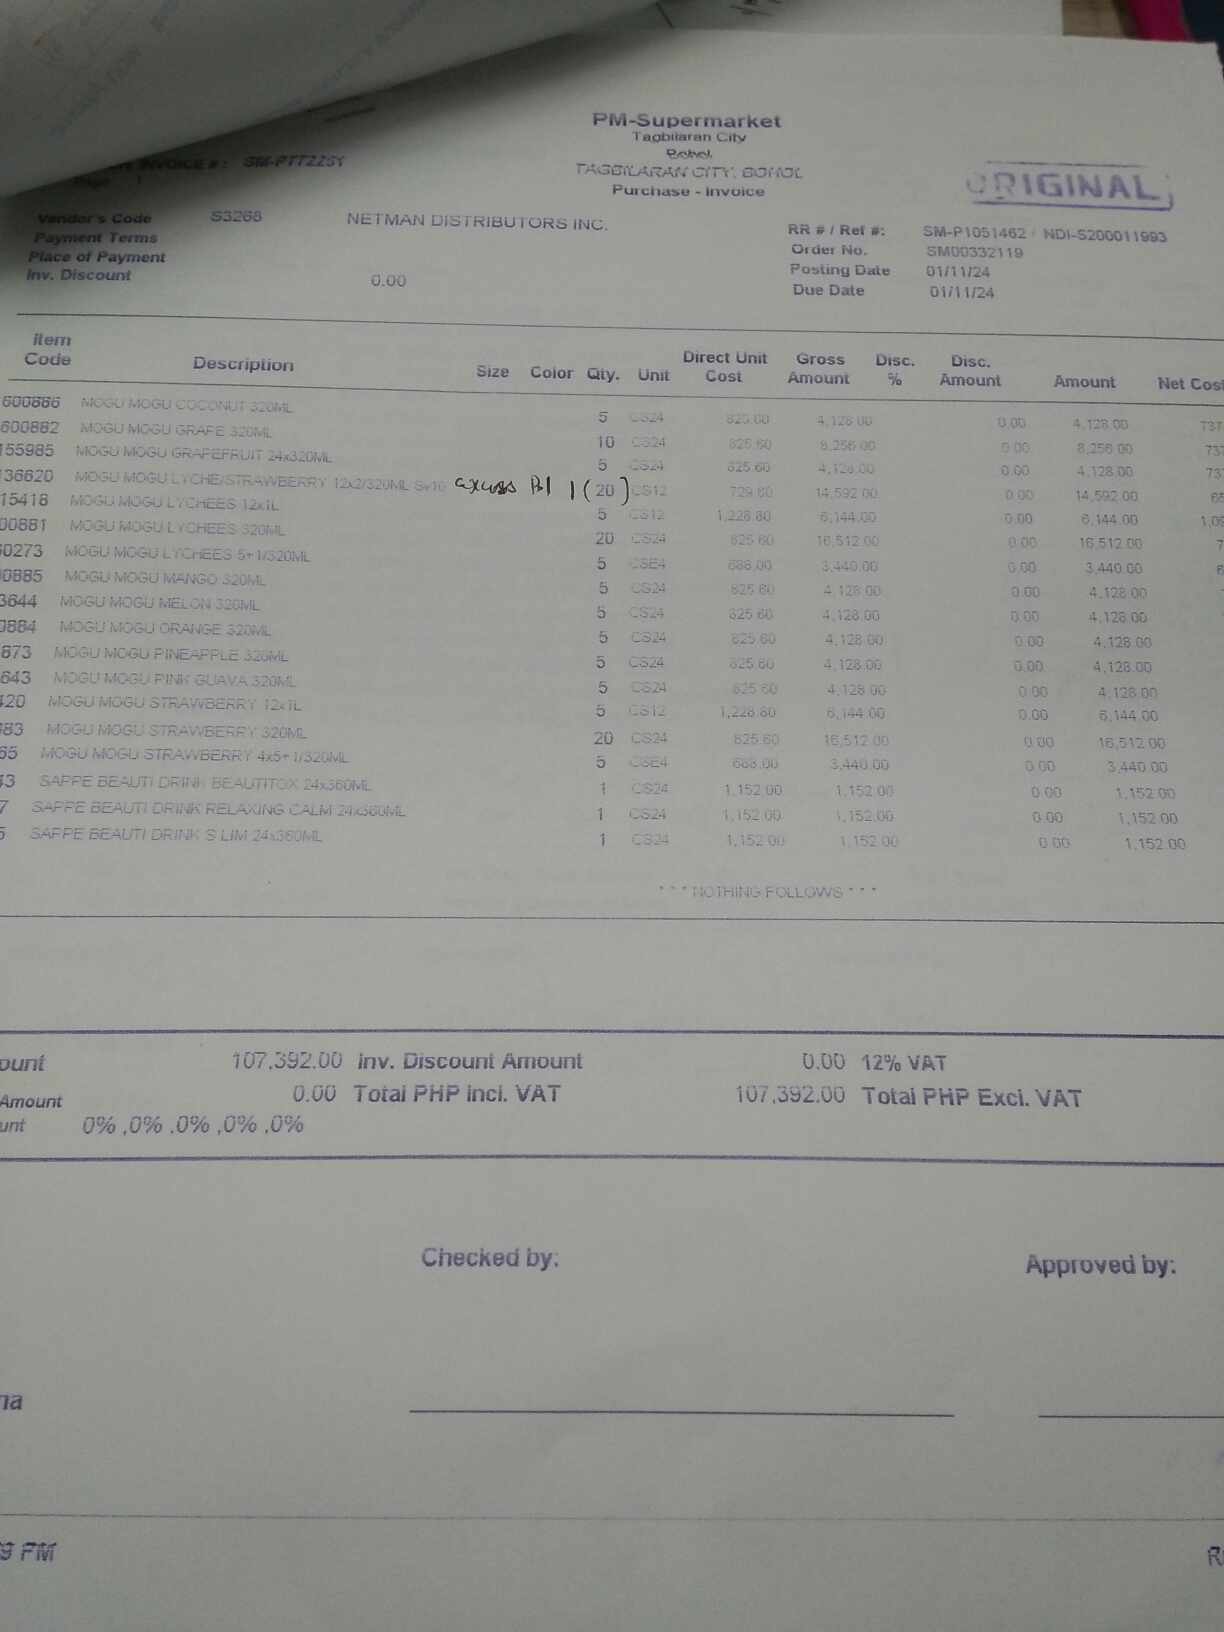 PM-Supermarket
Tagbilaran City
Bohol
TAGBILARAN CITY, BOHOL
Purchase - Invoice
ORIGINAL
INVOICE # :
Page 1
Vendor's Code S3268 NETMAN DISTRIBUTORS INC.
Payment Terms
Place of Payment
Inv. Discount 0.00
RR # / Ref #: SM-P1051462 / NDI-S200011993
Order No. SM00332119
Posting Date 01/11/24
Due Date 01/11/24
Item Code Description Size Color Qty. Unit Direct Unit Cost Gross Amount Disc. % Disc. Amount Amount Net Cost
600886 MOGU MOGU COCONUT 320ML 5 CS24 825.60 4,128.00 0.00 4,128.00 737
600882 MOGU MOGU GRAPE 320ML 10 CS24 825.60 8,256.00 0.00 8,256.00 737
155985 MOGU MOGU GRAPEFRUIT 24x320ML 5 CS24 825.60 4,128.00 0.00 4,128.00 737
136620 MOGU MOGU LYCHE/STRAWBERRY 12x2/320ML Sv10 excess 1 (20) CS12 729.60 14,592.00 0.00 14,592.00 65
15418 MOGU MOGU LYCHEES 12x1L 5 CS12 1,228.80 6,144.00 0.00 6,144.00 1,09
00881 MOGU MOGU LYCHEES 320ML 20 CS24 825.60 16,512.00 0.00 16,512.00 7
60273 MOGU MOGU LYCHEES 5+1/320ML 5 CSE4 688.00 3,440.00 0.00 3,440.00 6
00885 MOGU MOGU MANGO 320ML 5 CS24 825.60 4,128.00 0.00 4,128.00
3644 MOGU MOGU MELON 320ML 5 CS24 825.60 4,128.00 0.00 4,128.00
0884 MOGU MOGU ORANGE 320ML 5 CS24 825.60 4,128.00 0.00 4,128.00
873 MOGU MOGU PINEAPPLE 320ML 5 CS24 825.60 4,128.00 0.00 4,128.00
643 MOGU MOGU PINK GUAVA 320ML 5 CS24 825.60 4,128.00 0.00 4,128.00
420 MOGU MOGU STRAWBERRY 12x1L 5 CS12 1,228.80 6,144.00 0.00 6,144.00
883 MOGU MOGU STRAWBERRY 320ML 20 CS24 825.60 16,512.00 0.00 16,512.00
65 MOGU MOGU STRAWBERRY 4x5+1/320ML 5 CSE4 688.00 3,440.00 0.00 3,440.00
43 SAPPE BEAUTI DRINK BEAUTITOX 24x360ML 1 CS24 1,152.00 1,152.00 0.00 1,152.00
7 SAPPE BEAUTI DRINK RELAXING CALM 24x360ML 1 CS24 1,152.00 1,152.00 0.00 1,152.00
5 SAPPE BEAUTI DRINK SLIM 24x360ML 1 CS24 1,152.00 1,152.00 0.00 1,152.00
* * * NOTHING FOLLOWS * * *
ount 107,392.00 Inv. Discount Amount 0.00 12% VAT
Amount 0.00 Total PHP Incl. VAT 107,392.00 Total PHP Excl. VAT
unt 0% ,0% ,0% ,0% ,0%
Checked by: Approved by:
na
9 PM R